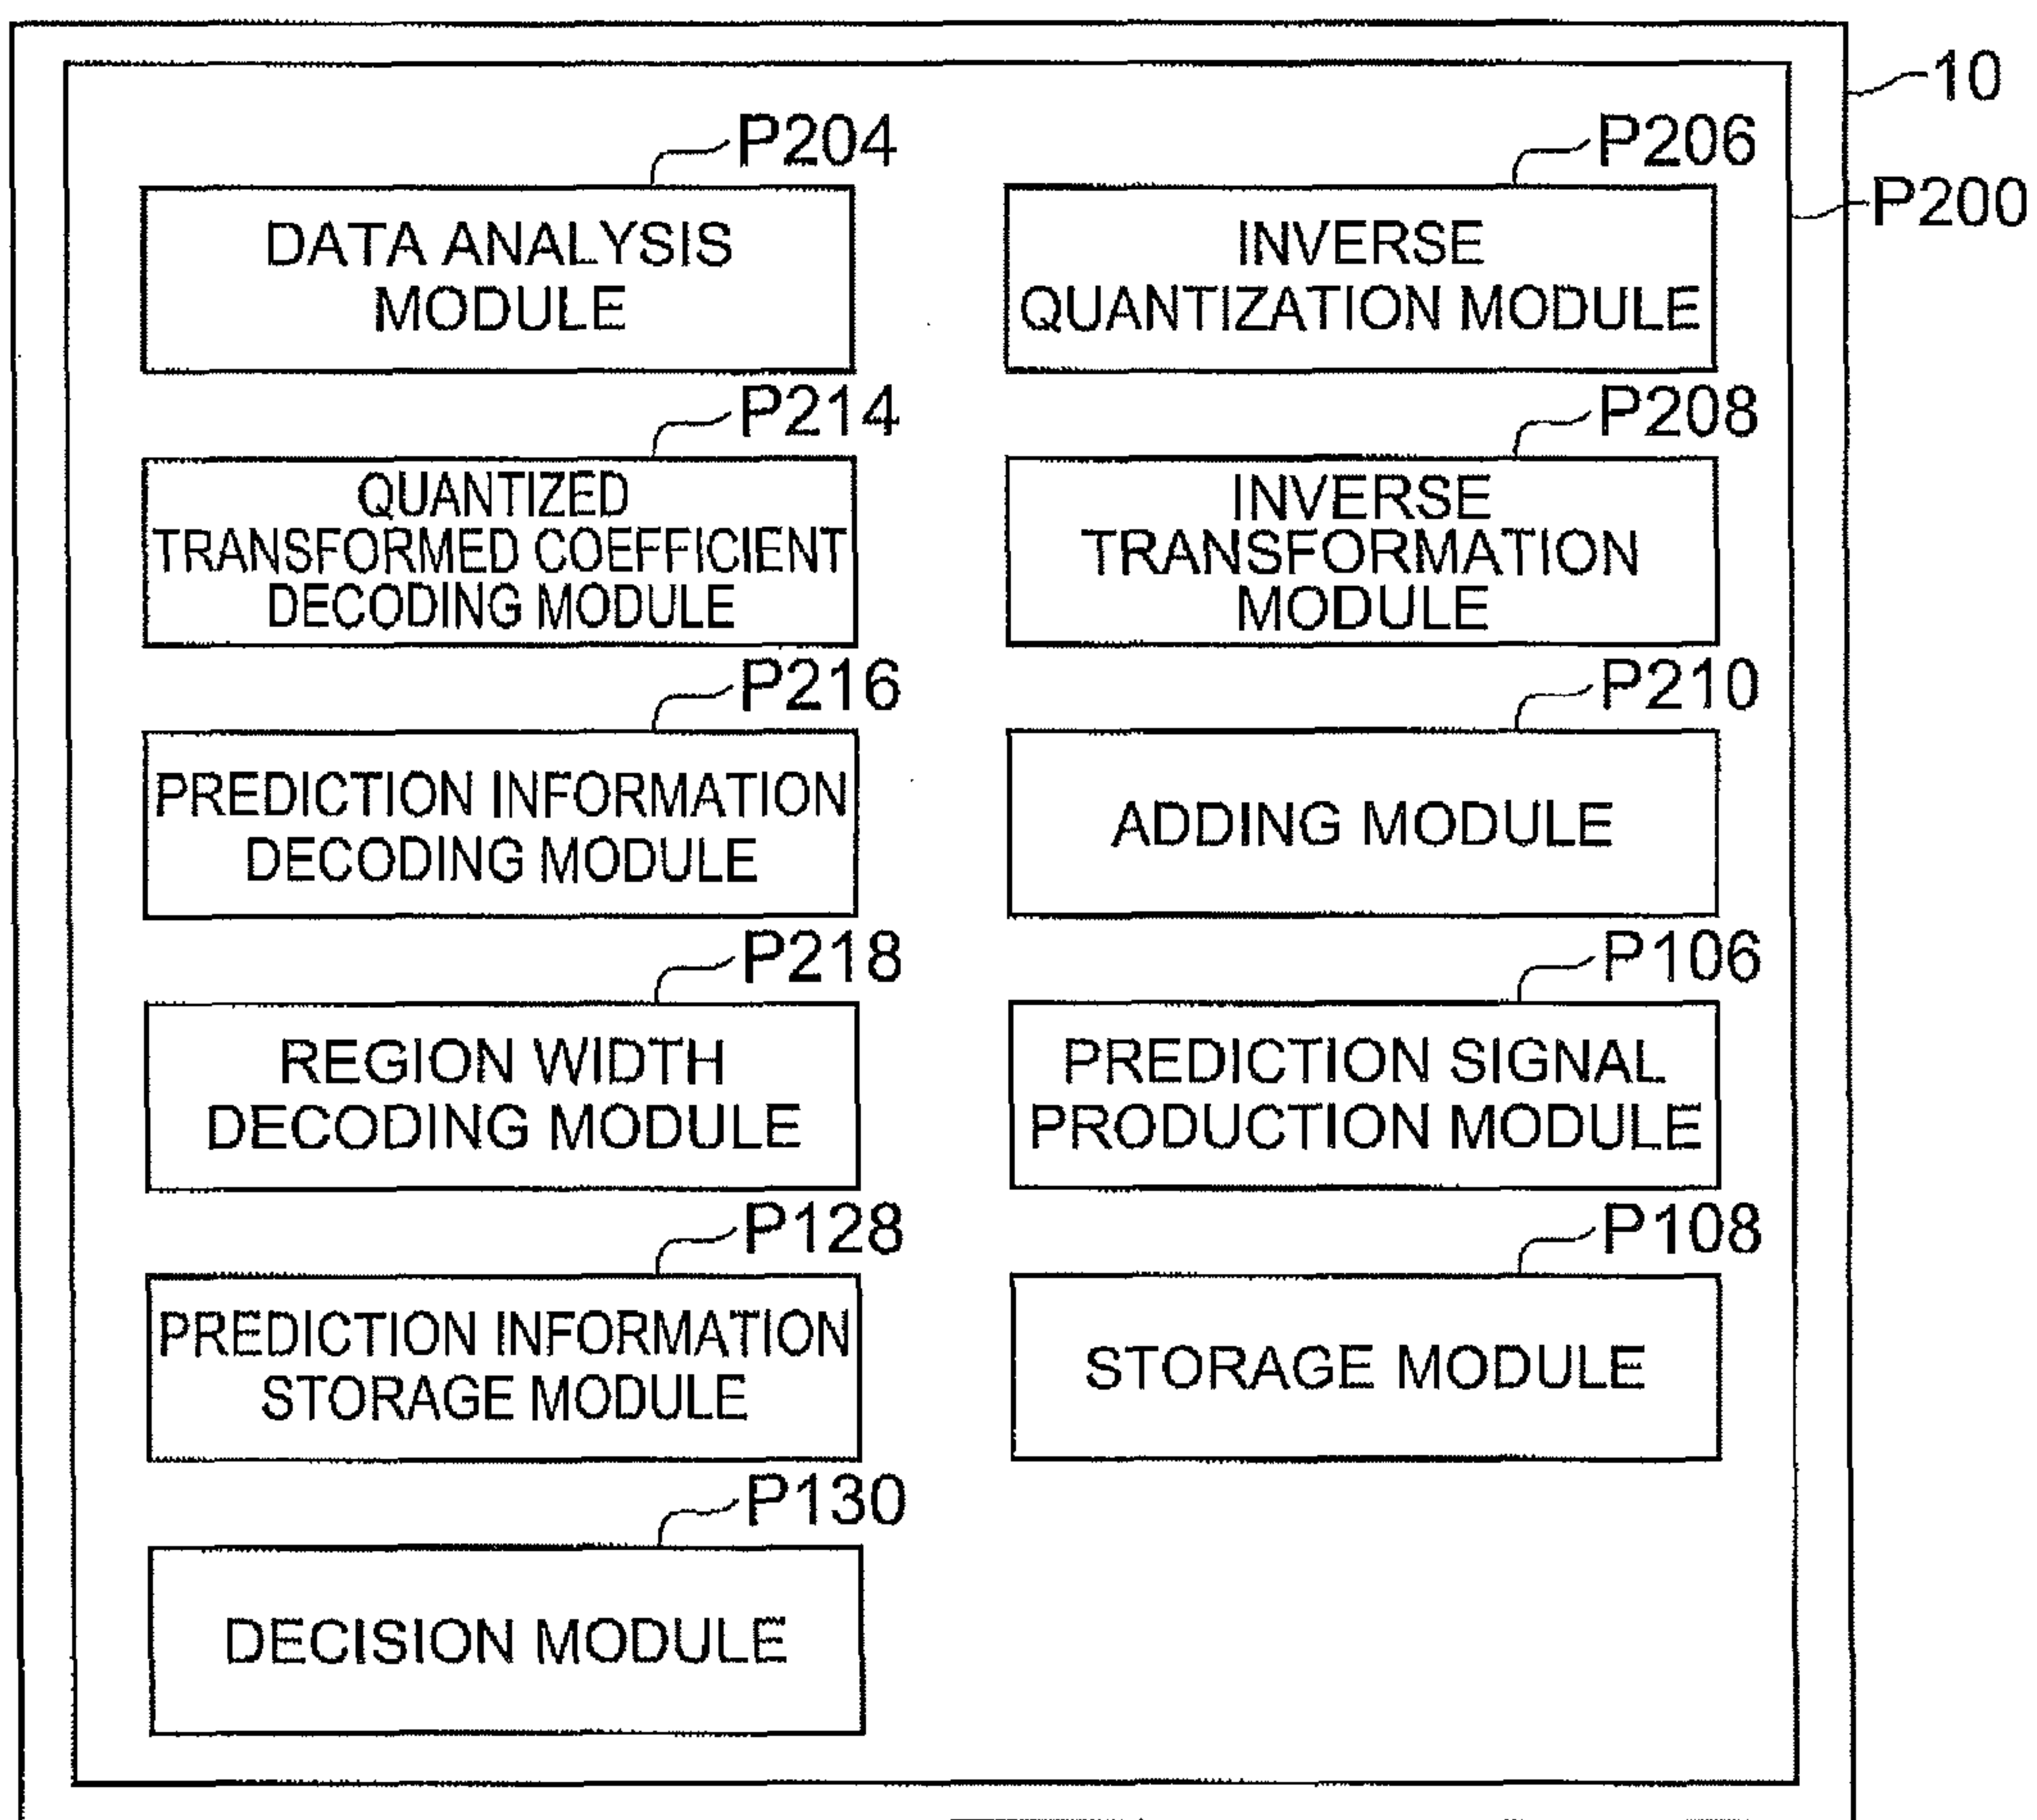 10
P200
P204
DATA ANALYSIS
MODULE
P206
INVERSE
QUANTIZATION MODULE
P214
QUANTIZED
TRANSFORMED COEFFICIENT
DECODING MODULE
P208
INVERSE
TRANSFORMATION
MODULE
P216
PREDICTION INFORMATION
DECODING MODULE
P210
ADDING MODULE
P218
REGION WIDTH
DECODING MODULE
P106
PREDICTION SIGNAL
PRODUCTION MODULE
P128
PREDICTION INFORMATION
STORAGE MODULE
P108
STORAGE MODULE
P130
DECISION MODULE